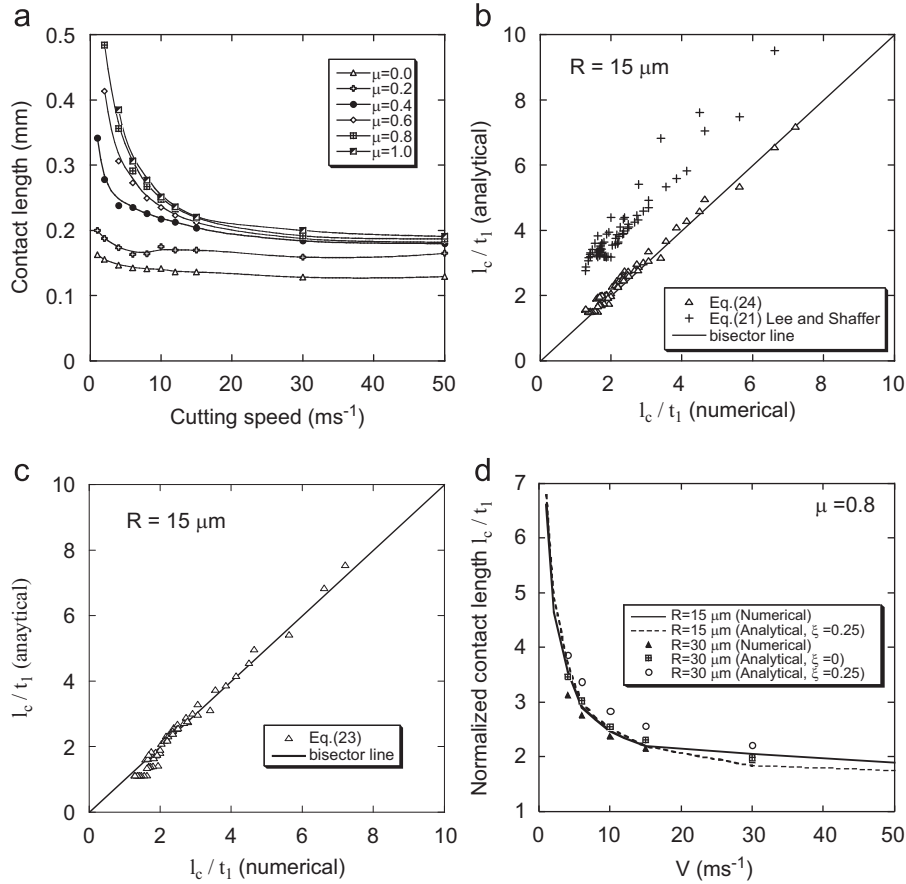 a
0.5
0.4
0.3
0.2
0.1
0
Contact length (mm)
μ=0.0
μ=0.2
μ=0.4
μ=0.6
μ=0.8
μ=1.0
0 10 20 30 40 50
Cutting speed (ms-1)
b
10
8
6
4
2
0
lc / t1 (analytical)
R = 15 μm
Eq.(24)
Eq.(21) Lee and Shaffer
bisector line
0 2 4 6 8 10
lc / t1 (numerical)
c
10
8
6
4
2
0
lc / t1 (anaytical)
R = 15 μm
Eq.(23)
bisector line
0 2 4 6 8 10
lc / t1 (numerical)
d
7
6
5
4
3
2
1
Normalized contact length lc / t1
μ =0.8
R=15 μm (Numerical)
R=15 μm (Analytical, ξ =0.25)
R=30 μm (Numerical)
R=30 μm (Analytical, ξ=0)
R=30 μm (Analytical, ξ=0.25)
0 10 20 30 40 50
V (ms-1)